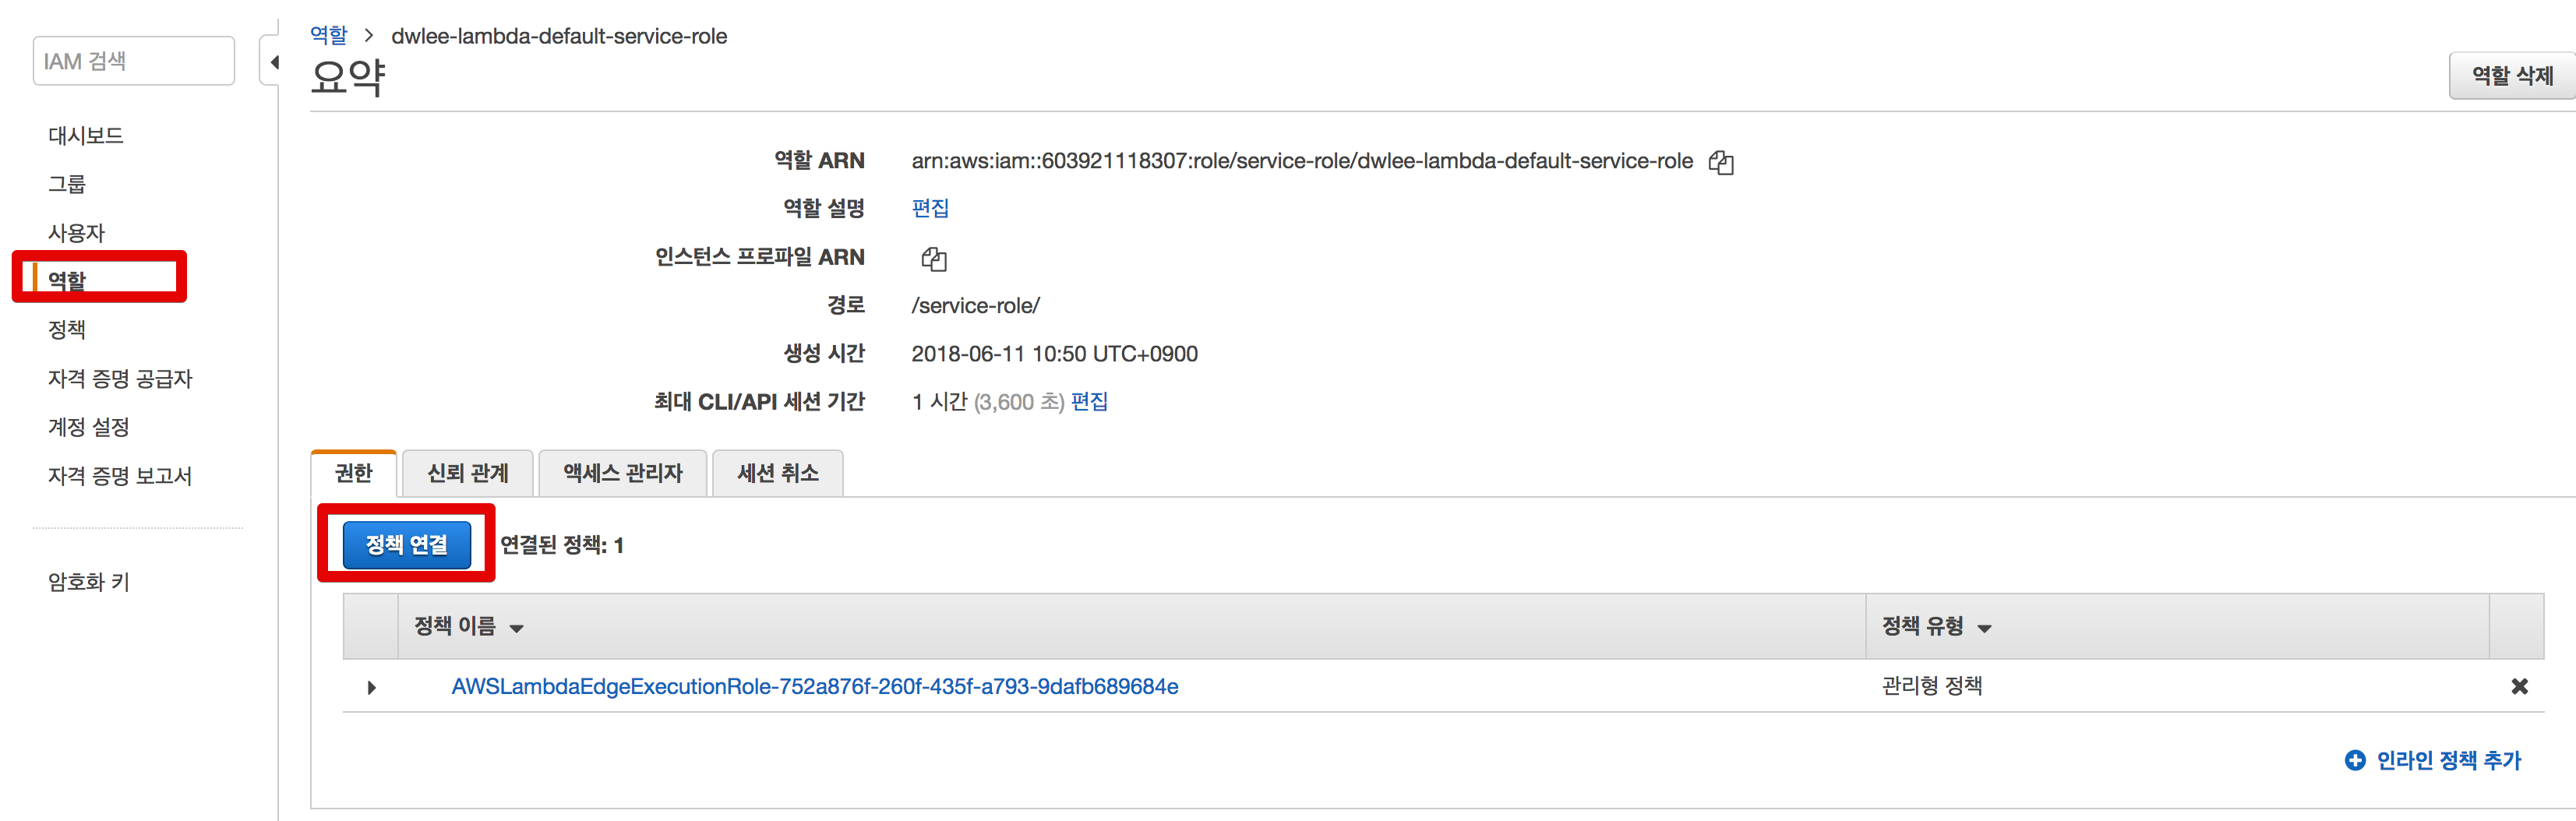 IAM 검색
대시보드
그룹
사용자
역할
정책
자격 증명 공급자
계정 설정
자격 증명 보고서
암호화 키
역할 > dwlee-lambda-default-service-role
요약
역할 삭제
역할 ARN arn:aws:iam::603921118307:role/service-role/dwlee-lambda-default-service-role
역할 설명 편집
인스턴스 프로파일 ARN
경로 /service-role/
생성 시간 2018-06-11 10:50 UTC+0900
최대 CLI/API 세션 기간 1 시간 (3,600 초) 편집
권한 신뢰 관계 액세스 관리자 세션 취소
정책 연결 연결된 정책: 1
정책 이름 정책 유형
AWSLambdaEdgeExecutionRole-752a876f-260f-435f-a793-9dafb689684e 관리형 정책
인라인 정책 추가